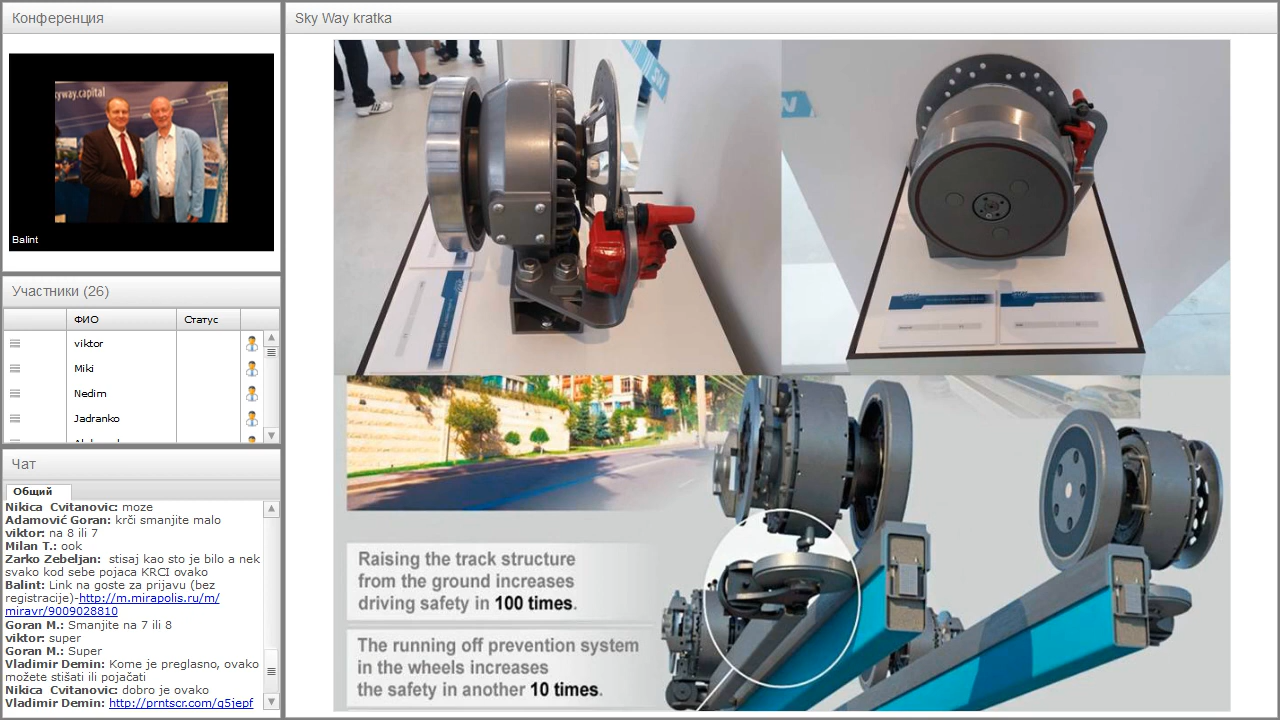 Конференция
kyway.capital
Balint
Участники (26)
ФИО
Статус
viktor
Miki
Nedim
Jadranko
Чат
Общий
Nikica Cvitanovic: moze
Adamović Goran: krči smanjite malo
viktor: na 8 ili 7
Milan T.: ook
Zarko Zebeljan: stisaj kao sto je bilo a nek
svako kod sebe pojaca KRCI ovako
Balint: Link na goste za prijavu (bez
registracije)-http://m.mirapolis.ru/m/
miravr/9009028810
Goran M.: Smanjite na 7 ili 8
viktor: super
Goran M.: Super
Vladimir Demin: Kome je preglasno, ovako
možete stišati ili pojačati
Nikica Cvitanovic: dobro je ovako
Vladimir Demin: http://prntscr.com/q5jepf
Sky Way kratka
Raising the track structure
from the ground increases
driving safety in 100 times.
The running off prevention system
in the wheels increases
the safety in another 10 times.